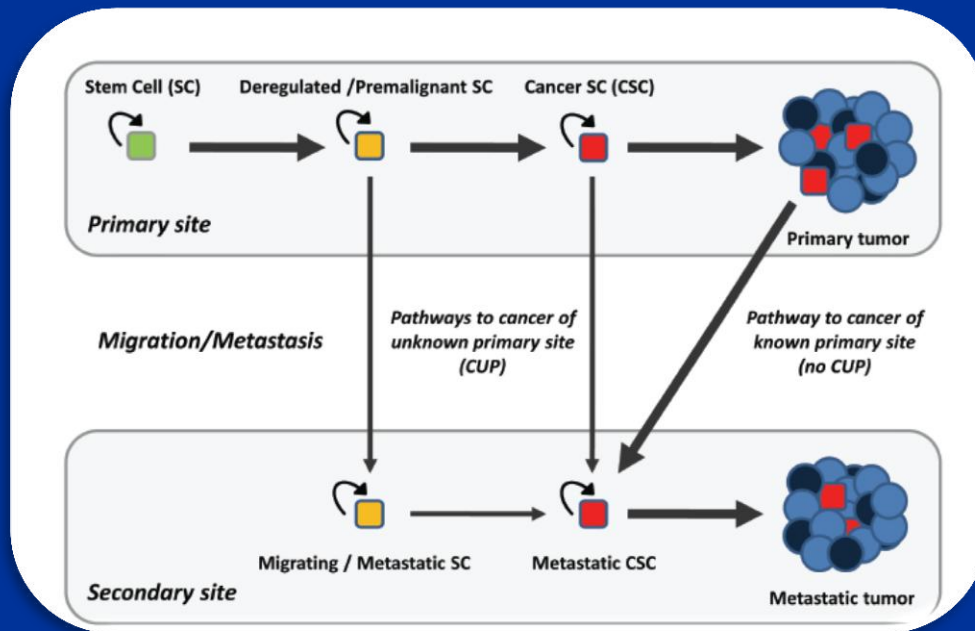 Stem Cell (SC)
Deregulated /Premalignant SC
Cancer SC (CSC)
Primary site
Primary tumor
Migration/Metastasis
Pathways to cancer of
unknown primary site
(CUP)
Pathway to cancer of
known primary site
(no CUP)
Migrating / Metastatic SC
Metastatic CSC
Secondary site
Metastatic tumor